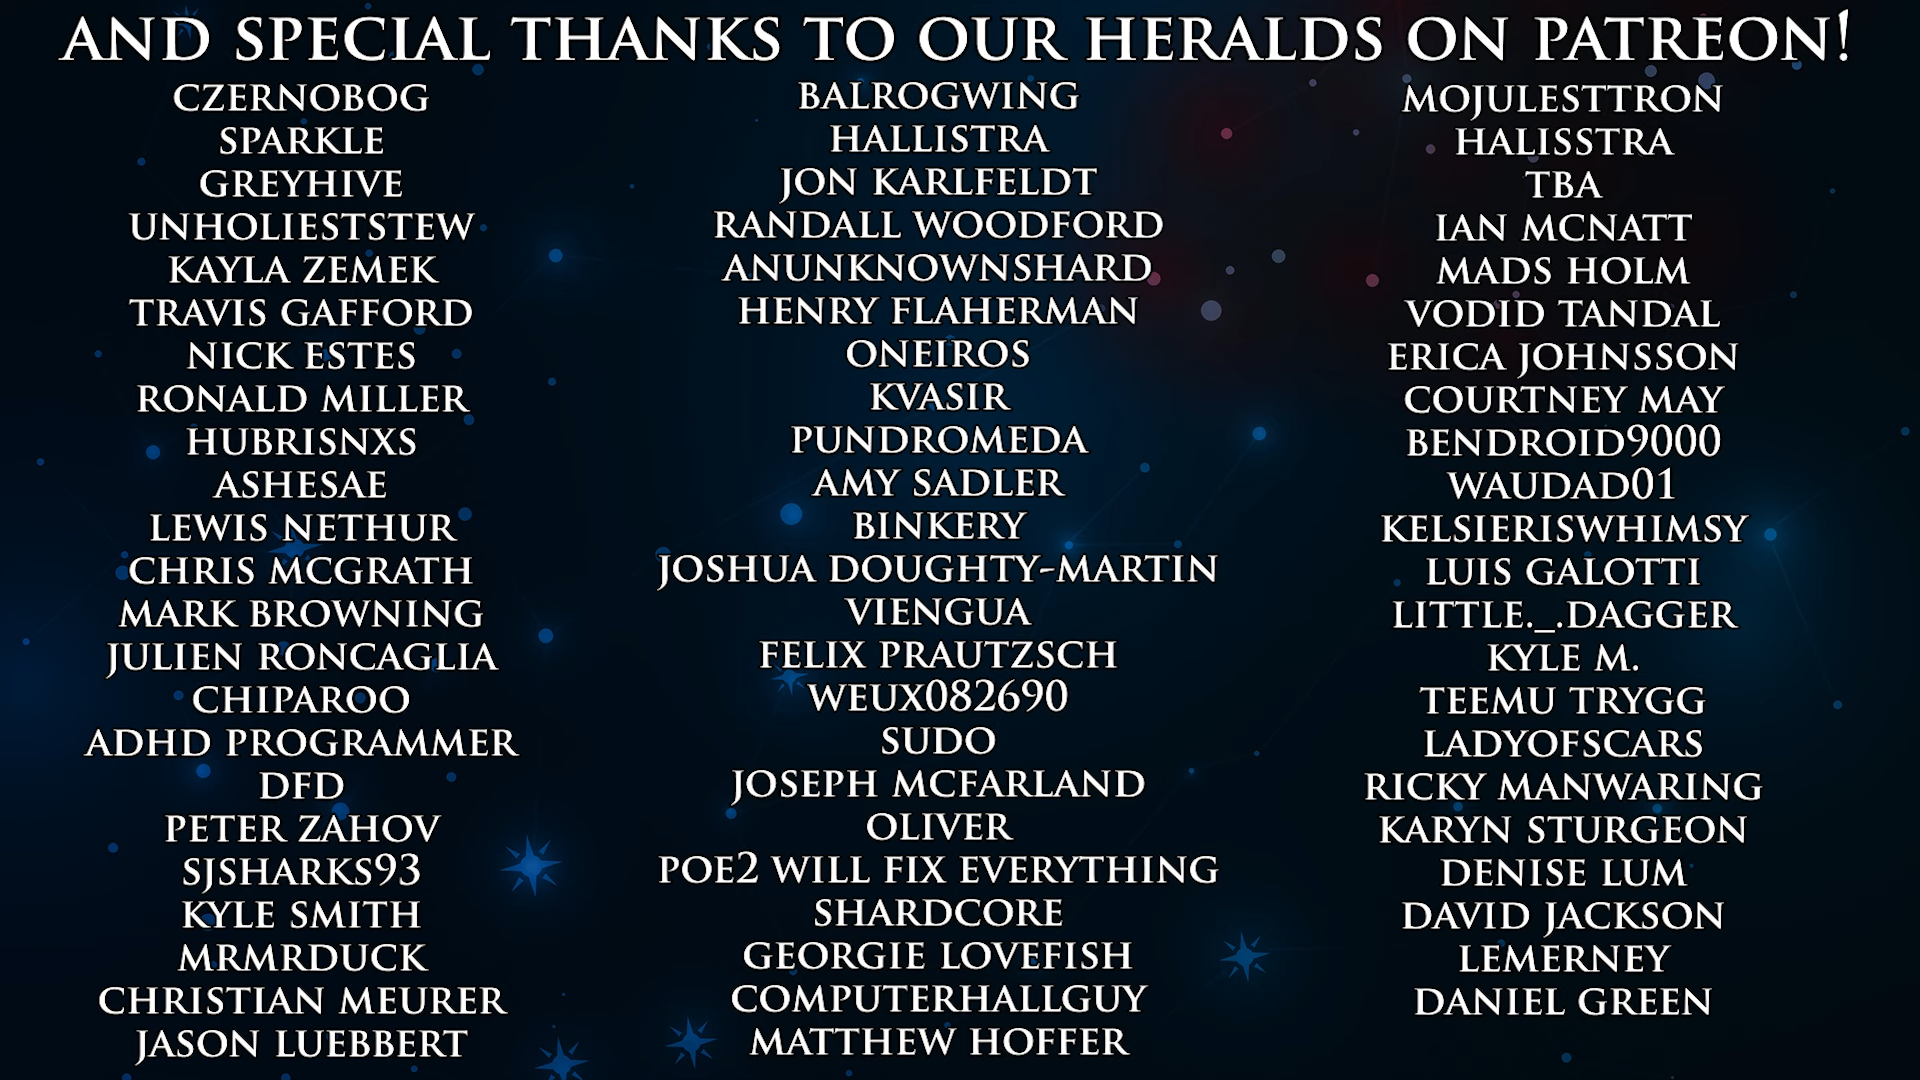 AND SPECIAL THANKS TO OUR HERALDS ON PATREON!
CZERNOBOG
SPARKLE
GREYHIVE
UNHOLIESTSTEW
KAYLA ZEMEK
TRAVIS GAFFORD
NICK ESTES
RONALD MILLER
HUBRISNXS
ASHESAE
LEWIS NETHUR
CHRIS MCGRATH
MARK BROWNING
JULIEN RONCAGLIA
CHIPAROO
ADHD PROGRAMMER
DFD
PETER ZAHOV
SJSHARKS93
KYLE SMITH
MRMRDUCK
CHRISTIAN MEURER
JASON LUEBBERT
BALROGWING
HALLISTRA
JON KARLFELDT
RANDALL WOODFORD
ANUNKNOWNSHARD
HENRY FLAHERMAN
ONEIROS
KVASIR
PUNDROMEDA
AMY SADLER
BINKERY
JOSHUA DOUGHTY-MARTIN
VIENGUA
FELIX PRAUTZSCH
WEUX082690
SUDO
JOSEPH MCFARLAND
OLIVER
POE2 WILL FIX EVERYTHING
SHARDCORE
GEORGIE LOVEFISH
COMPUTERHALLGUY
MATTHEW HOFFER
MOJULESTTRON
HALISSTRA
TBA
IAN MCNATT
MADS HOLM
VODID TANDAL
ERICA JOHNSSON
COURTNEY MAY
BENDROID9000
WAUDAD01
KELSIERISWHIMSY
LUIS GALOTTI
LITTLE._.DAGGER
KYLE M.
TEEMU TRYGG
LADYOFSCARS
RICKY MANWARING
KARYN STURGEON
DENISE LUM
DAVID JACKSON
LEMERNEY
DANIEL GREEN